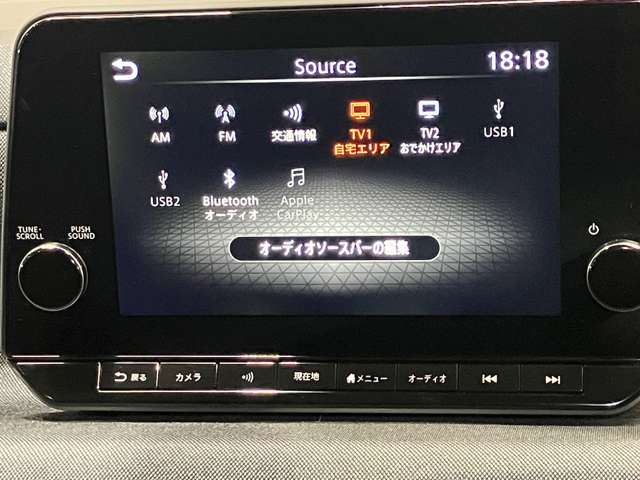 Source
18:18
AM
FM
交通情報
TV1
自宅エリア
TV2
おでかけエリア
USB1
USB2
Bluetooth
オーディオ
Apple
CarPlay
オーディオソースバーの編集
TUNE・
SCROLL
PUSH
SOUND
戻る
カメラ
現在地
メニュー
オーディオ